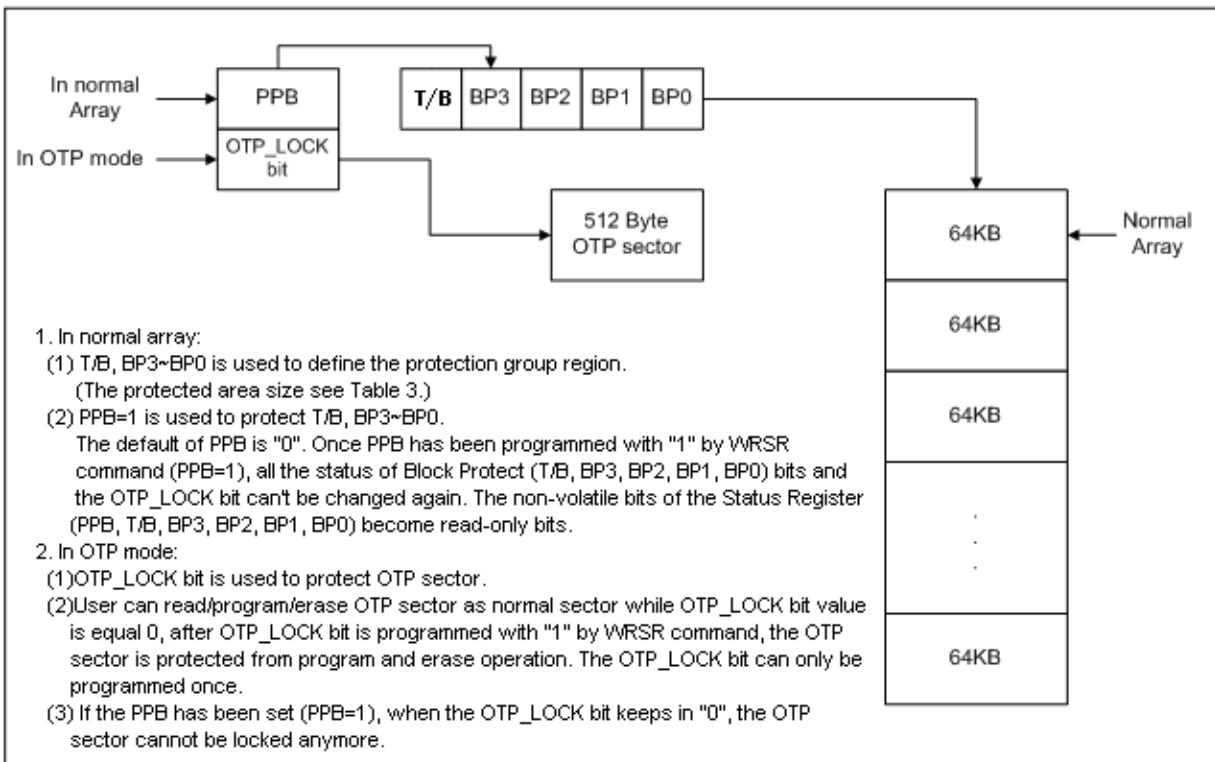 In normal
Array
PPB
T/B BP3 BP2 BP1 BP0
In OTP mode
OTP_LOCK
bit
512 Byte
OTP sector
64KB
Normal
Array
64KB
64KB
.
.
.
64KB
1. In normal array:
(1) T/B, BP3~BP0 is used to define the protection group region.
(The protected area size see Table 3.)
(2) PPB=1 is used to protect T/B, BP3~BP0.
The default of PPB is "0". Once PPB has been programmed with "1" by WRSR
command (PPB=1), all the status of Block Protect (T/B, BP3, BP2, BP1, BP0) bits and
the OTP_LOCK bit can't be changed again. The non-volatile bits of the Status Register
(PPB, T/B, BP3, BP2, BP1, BP0) become read-only bits.
2. In OTP mode:
(1)OTP_LOCK bit is used to protect OTP sector.
(2)User can read/program/erase OTP sector as normal sector while OTP_LOCK bit value
is equal 0, after OTP_LOCK bit is programmed with "1" by WRSR command, the OTP
sector is protected from program and erase operation. The OTP_LOCK bit can only be
programmed once.
(3) If the PPB has been set (PPB=1), when the OTP_LOCK bit keeps in "0", the OTP
sector cannot be locked anymore.